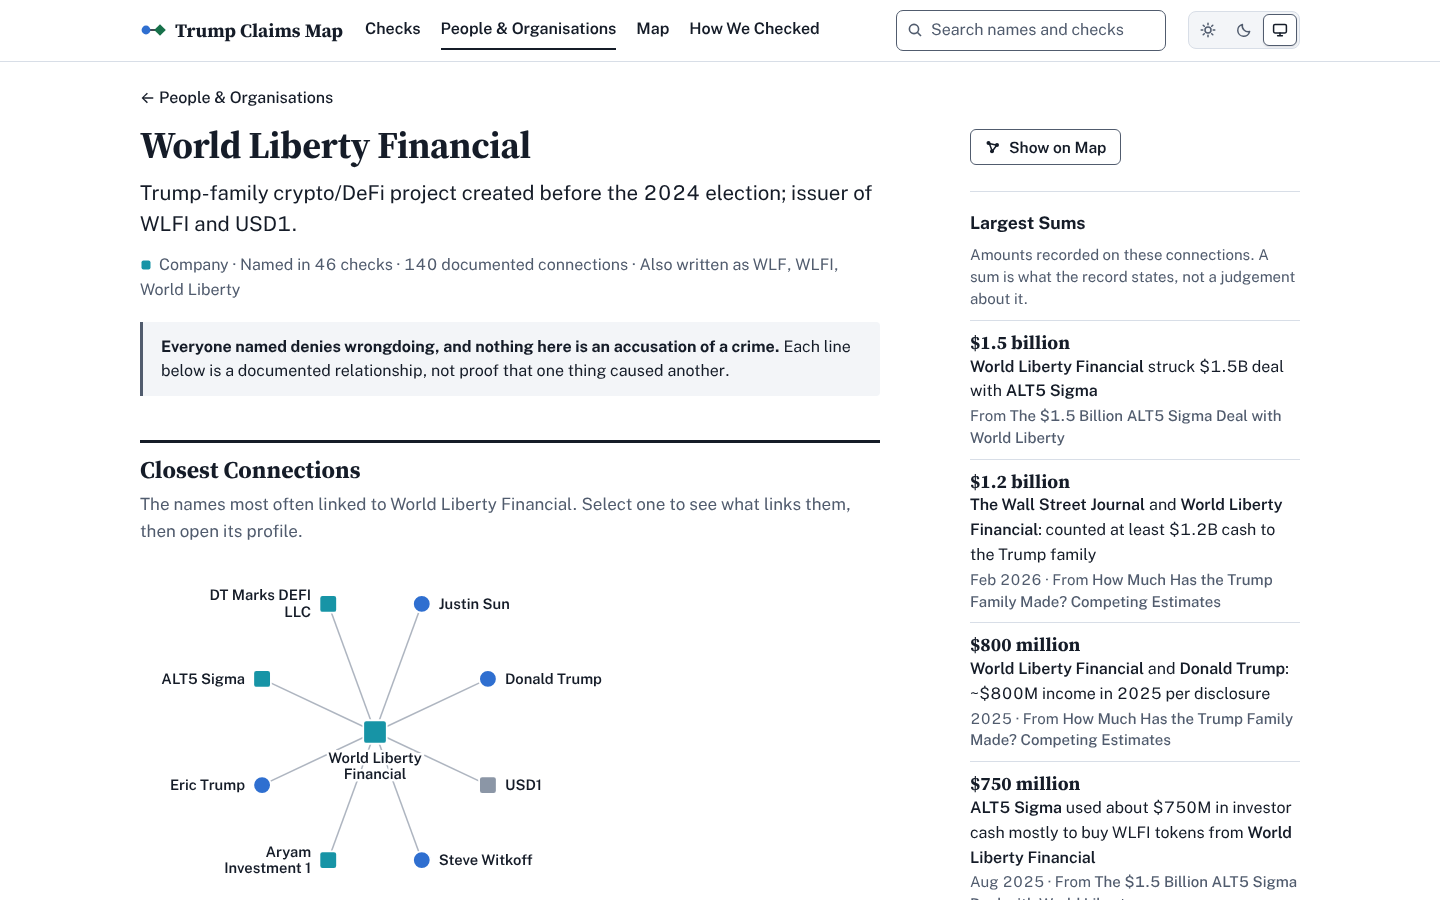 Trump Claims Map
Checks
People & Organisations
Map
How We Checked
Search names and checks
← People & Organisations
World Liberty Financial
Trump-family crypto/DeFi project created before the 2024 election; issuer of
WLFI and USD1.
Company · Named in 46 checks · 140 documented connections · Also written as WLF, WLFI,
World Liberty
Everyone named denies wrongdoing, and nothing here is an accusation of a crime. Each line
below is a documented relationship, not proof that one thing caused another.
Closest Connections
The names most often linked to World Liberty Financial. Select one to see what links them,
then open its profile.
DT Marks DEFI
LLC
Justin Sun
ALT5 Sigma
Donald Trump
World Liberty
Financial
Eric Trump
USD1
Aryam
Investment 1
Steve Witkoff
Show on Map
Largest Sums
Amounts recorded on these connections. A
sum is what the record states, not a judgement
about it.
$1.5 billion
World Liberty Financial struck $1.5B deal
with ALT5 Sigma
From The $1.5 Billion ALT5 Sigma Deal with
World Liberty
$1.2 billion
The Wall Street Journal and World Liberty
Financial: counted at least $1.2B cash to
the Trump family
Feb 2026 · From How Much Has the Trump
Family Made? Competing Estimates
$800 million
World Liberty Financial and Donald Trump:
~$800M income in 2025 per disclosure
2025 · From How Much Has the Trump Family
Made? Competing Estimates
$750 million
ALT5 Sigma used about $750M in investor
cash mostly to buy WLFI tokens from World
Liberty Financial
Aug 2025 · From The $1.5 Billion ALT5 Sigma